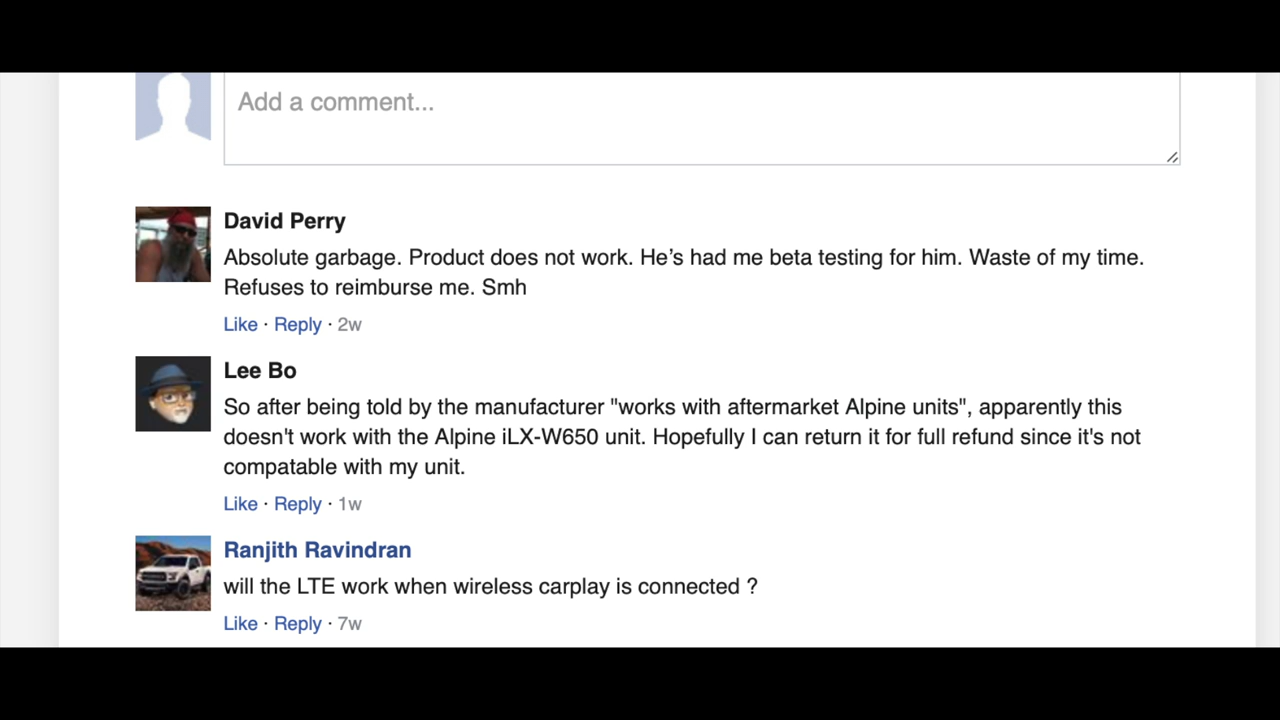 Add a comment...
David Perry
Absolute garbage. Product does not work. He’s had me beta testing for him. Waste of my time.
Refuses to reimburse me. Smh
Like · Reply · 2w
Lee Bo
So after being told by the manufacturer "works with aftermarket Alpine units", apparently this
doesn't work with the Alpine iLX-W650 unit. Hopefully I can return it for full refund since it's not
compatable with my unit.
Like · Reply · 1w
Ranjith Ravindran
will the LTE work when wireless carplay is connected ?
Like · Reply · 7w